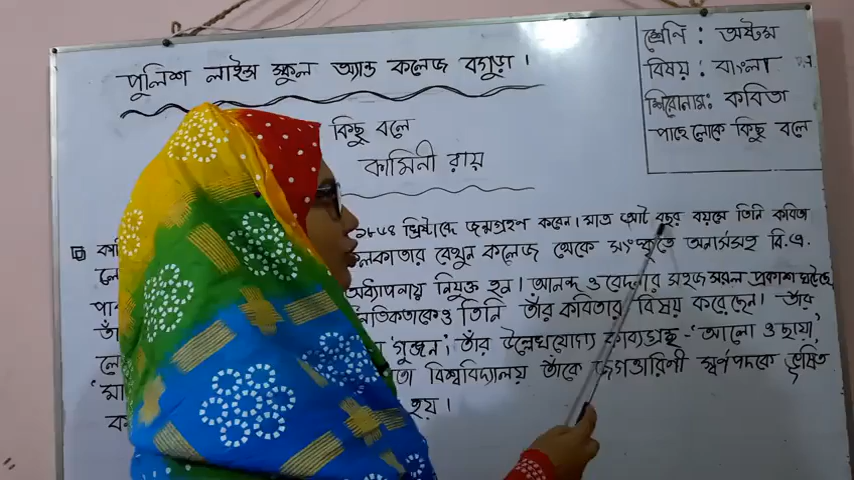 পুলিশ লাইন্স স্কুল অ্যান্ড কলেজ বগুড়া।
শ্রেণি : অষ্টম
বিষয় : বাংলা
শিরোনাম: কবিতা
পাছে লোকে কিছু বলে
কিছু বলে
কামিনী রায়
খ্রিষ্টাব্দে জন্মগ্রহণ করেন। মাত্র আট বছর বয়সে তিনি কবিতা
লে কলকাতার বেথুন কলেজ থেকে সংস্কৃতে অনার্সসহ বি.এ.
পা অধ্যাপনায় নিযুক্ত হন। আনন্দ ও বেদনার সহজ সরল প্রকাশ ঘটেছে
তাঁ নৈতিকতাকেও তিনি তাঁর কবিতার বিষয় করেছেন। তাঁর
লে 'গুঞ্জন'; তাঁর উল্লেখযোগ্য কাব্যগ্রন্থ - 'আলো ও ছায়া',
'মা বিশ্ববিদ্যালয় তাঁকে জগত্তারিণী স্বর্ণপদকে ভূষিত
ক হয়।